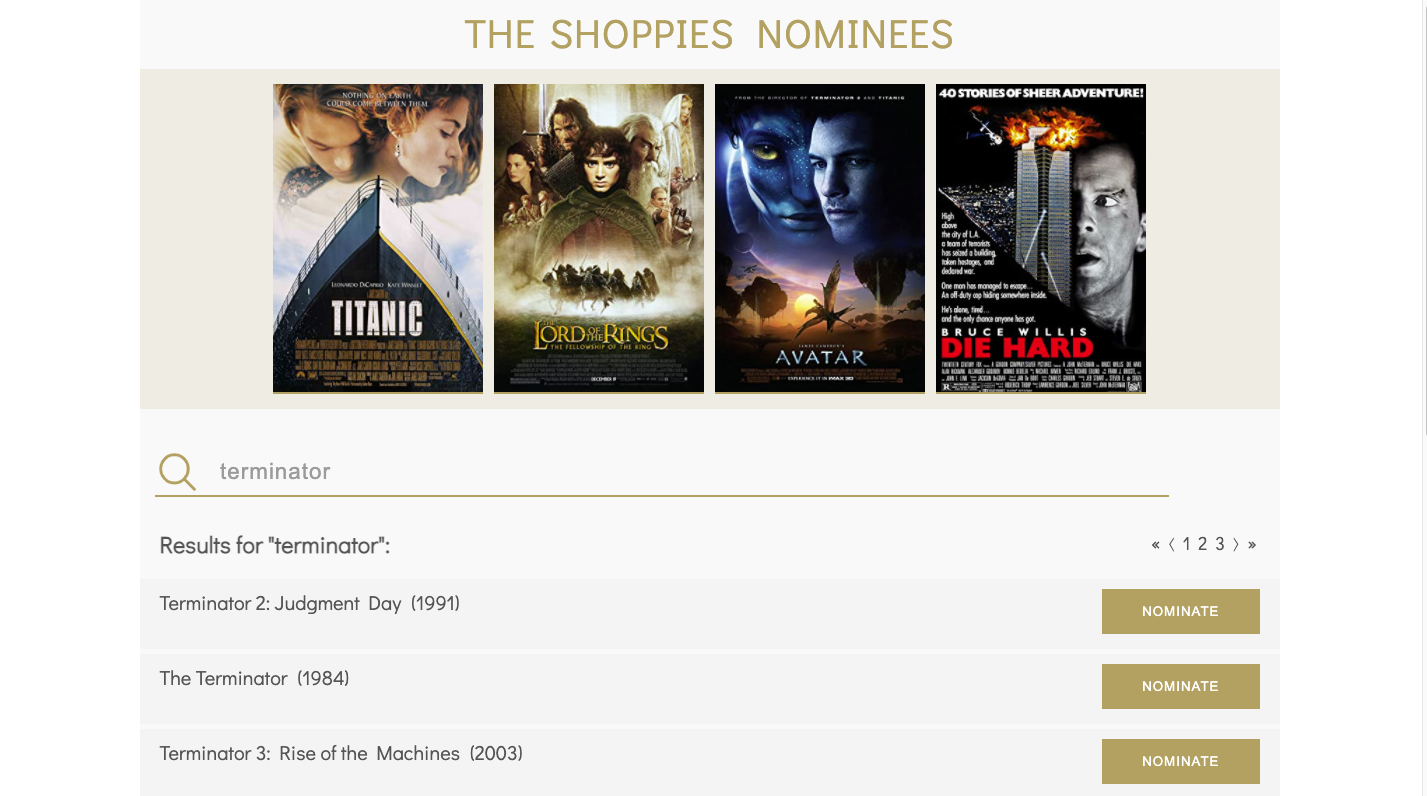 THE SHOPPIES NOMINEES
NOTHING ON EARTH
COULD COME BETWEEN THEM
LEONARDO DICAPRIO KATE WINSLET
TITANIC
THE
LORD OF THE RINGS
THE FELLOWSHIP OF THE RING
DECEMBER 19
FROM THE DIRECTOR OF TERMINATOR 2 AND TITANIC
JAMES CAMERON'S
AVATAR
EXPERIENCE IT IN IMAX 3D
40 STORIES OF SHEER ADVENTURE!
High
above
the city of L.A.
a team of terrorists
has seized a building,
taken hostages, and
declared war.
One man has managed to escape...
An off-duty cop hiding somewhere inside.
He's alone, tired...
and the only chance anyone has got.
BRUCE WILLIS
DIE HARD
terminator
Results for "terminator":
« 〈 1 2 3 〉 »
Terminator 2: Judgment Day (1991)
NOMINATE
The Terminator (1984)
NOMINATE
Terminator 3: Rise of the Machines (2003)
NOMINATE